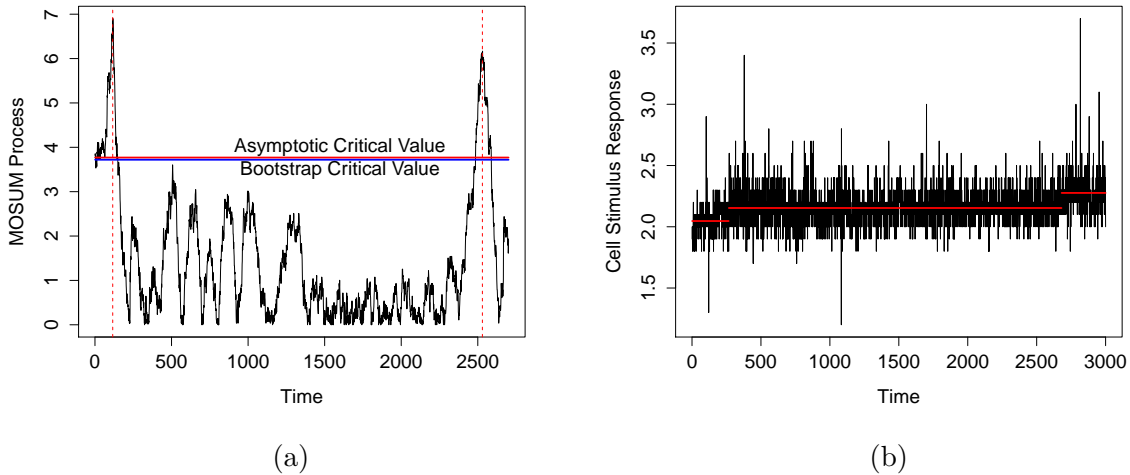 7
6
5
4
3
2
1
0
MOSUM Process
Asymptotic Critical Value
Bootstrap Critical Value
0 500 1000 1500 2000 2500
Time
(a)
3.5
3.0
2.5
2.0
1.5
Cell Stimulus Response
0 500 1000 1500 2000 2500 3000
Time
(b)